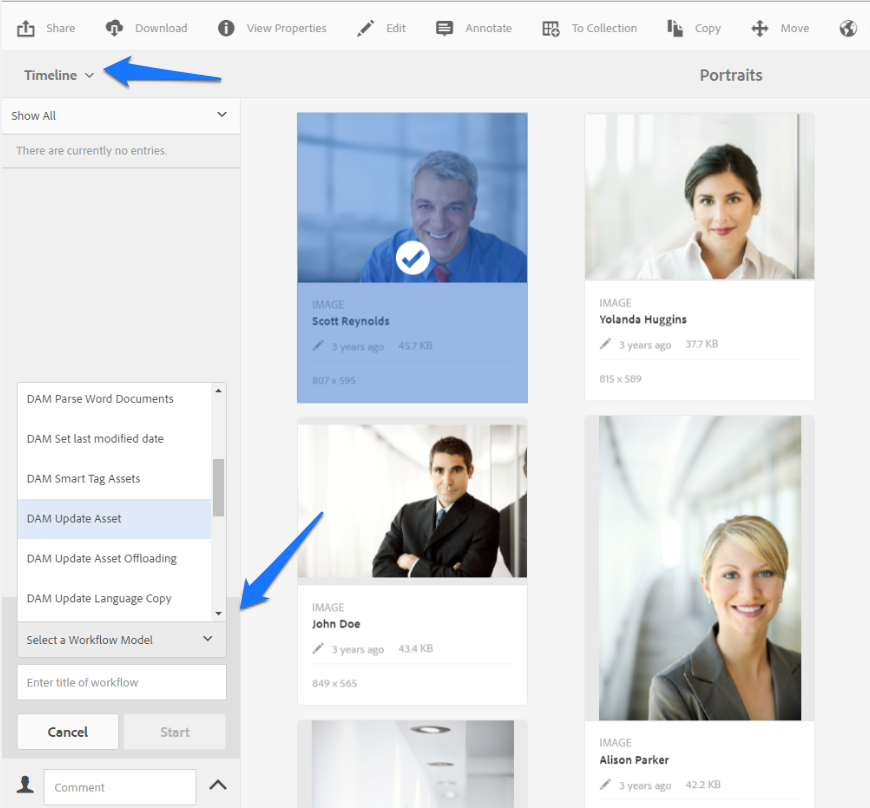 Share Download View Properties Edit Annotate To Collection Copy Move
Timeline
Portraits
Show All
There are currently no entries.
DAM Parse Word Documents
DAM Set last modified date
DAM Smart Tag Assets
DAM Update Asset
DAM Update Asset Offloading
DAM Update Language Copy
Select a Workflow Model
Enter title of workflow
Cancel Start
Comment
IMAGE
Scott Reynolds
3 years ago 45.7 KB
807 x 595
IMAGE
Yolanda Huggins
3 years ago 37.7 KB
815 x 589
IMAGE
John Doe
3 years ago 43.4 KB
849 x 565
IMAGE
Alison Parker
3 years ago 42.2 KB